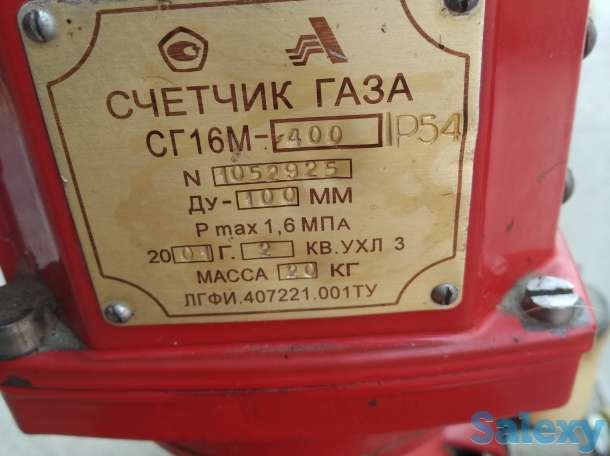 СЧЕТЧИК ГАЗА
СГ16М-400 IP54
N 1052925
Ду-100 ММ
P max 1,6 МПА
2001 Г. 2 КВ. УХЛ 3
МАССА 20 КГ
ЛГФИ.407221.001ТУ
Salexy